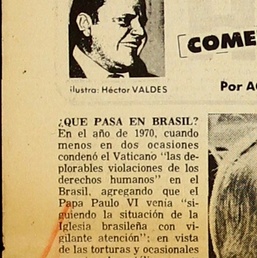 ilustra: Héctor VALDES
COME
Por A
¿QUE PASA EN BRASIL?
En el año de 1970, cuando
menos en dos ocasiones
condenó el Vaticano "las de-
plorables violaciones de los
derechos humanos" en el
Brasil, agregando que el
Papa Paulo VI venía "si-
guiendo la situación de la
Iglesia brasileña con vi-
gilante atención"; en vista
de las torturas y ocasionales